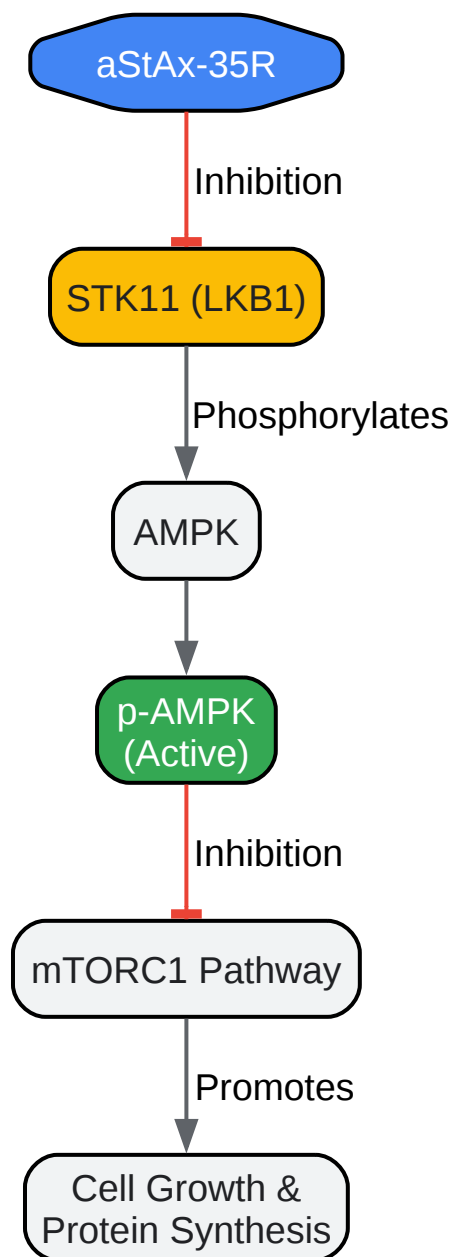 aStAx-35R
Inhibition
STK11 (LKB1)
Phosphorylates
AMPK
p-AMPK
(Active)
Inhibition
mTORC1 Pathway
Promotes
Cell Growth &
Protein Synthesis